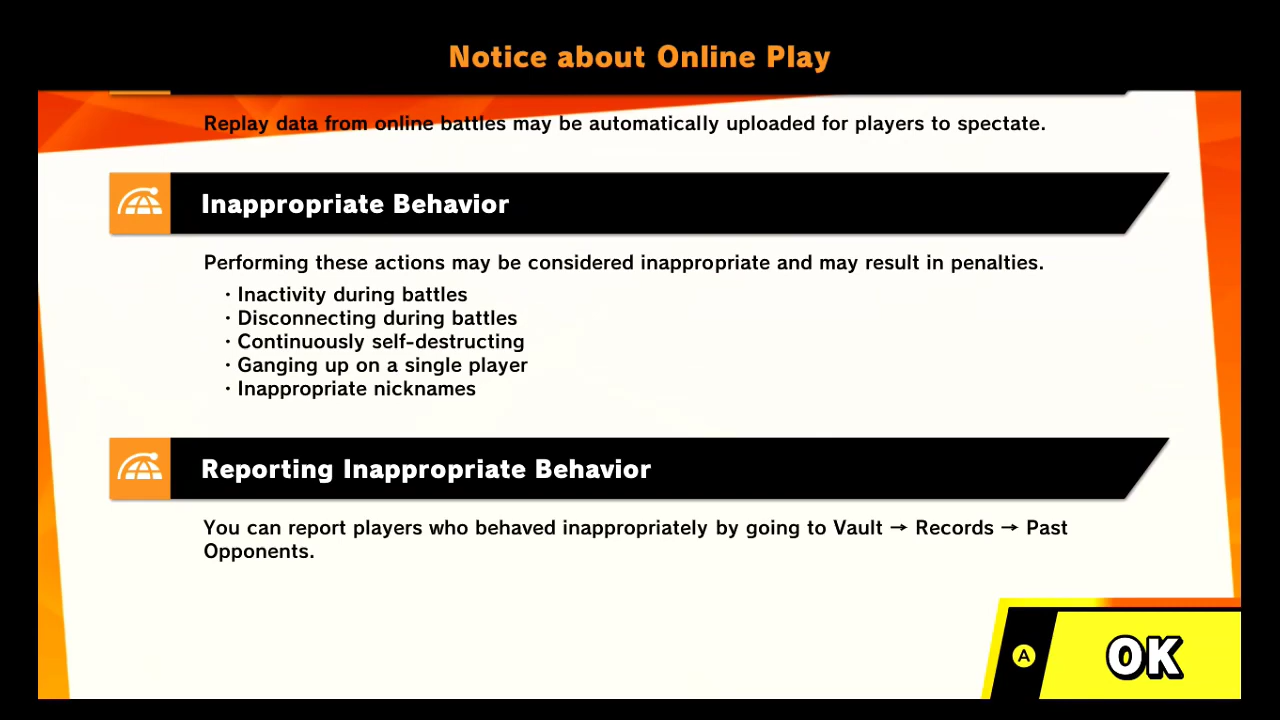 Notice about Online Play
Replay data from online battles may be automatically uploaded for players to spectate.
Inappropriate Behavior
Performing these actions may be considered inappropriate and may result in penalties.
・Inactivity during battles
・Disconnecting during battles
・Continuously self-destructing
・Ganging up on a single player
・Inappropriate nicknames
Reporting Inappropriate Behavior
You can report players who behaved inappropriately by going to Vault → Records → Past
Opponents.
A OK